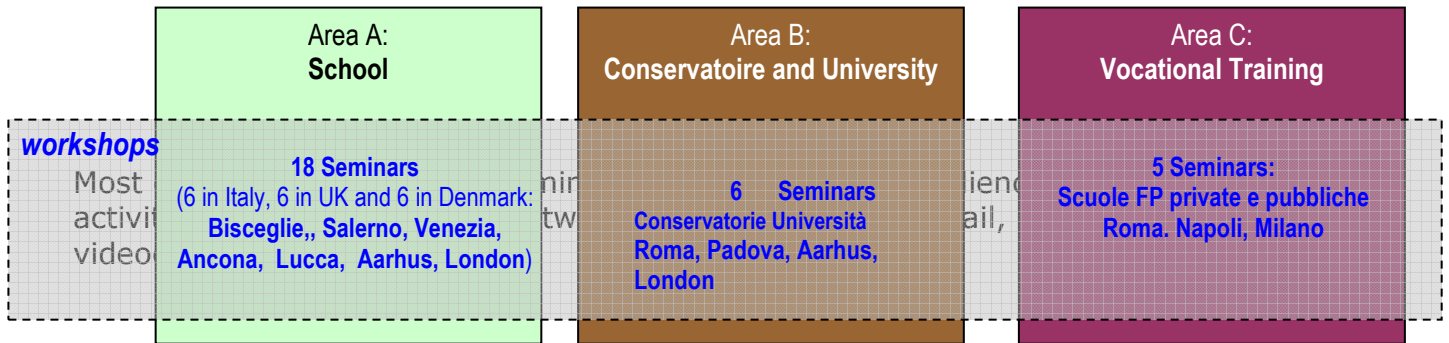 Area A:
School
Area B:
Conservatoire and University
Area C:
Vocational Training
workshops
18 Seminars
(6 in Italy, 6 in UK and 6 in Denmark:
Bisceglie,, Salerno, Venezia,
Ancona, Lucca, Aarhus, London)
6 Seminars
Conservatorie Università
Roma, Padova, Aarhus,
London
5 Seminars:
Scuole FP private e pubbliche
Roma. Napoli, Milano
Most